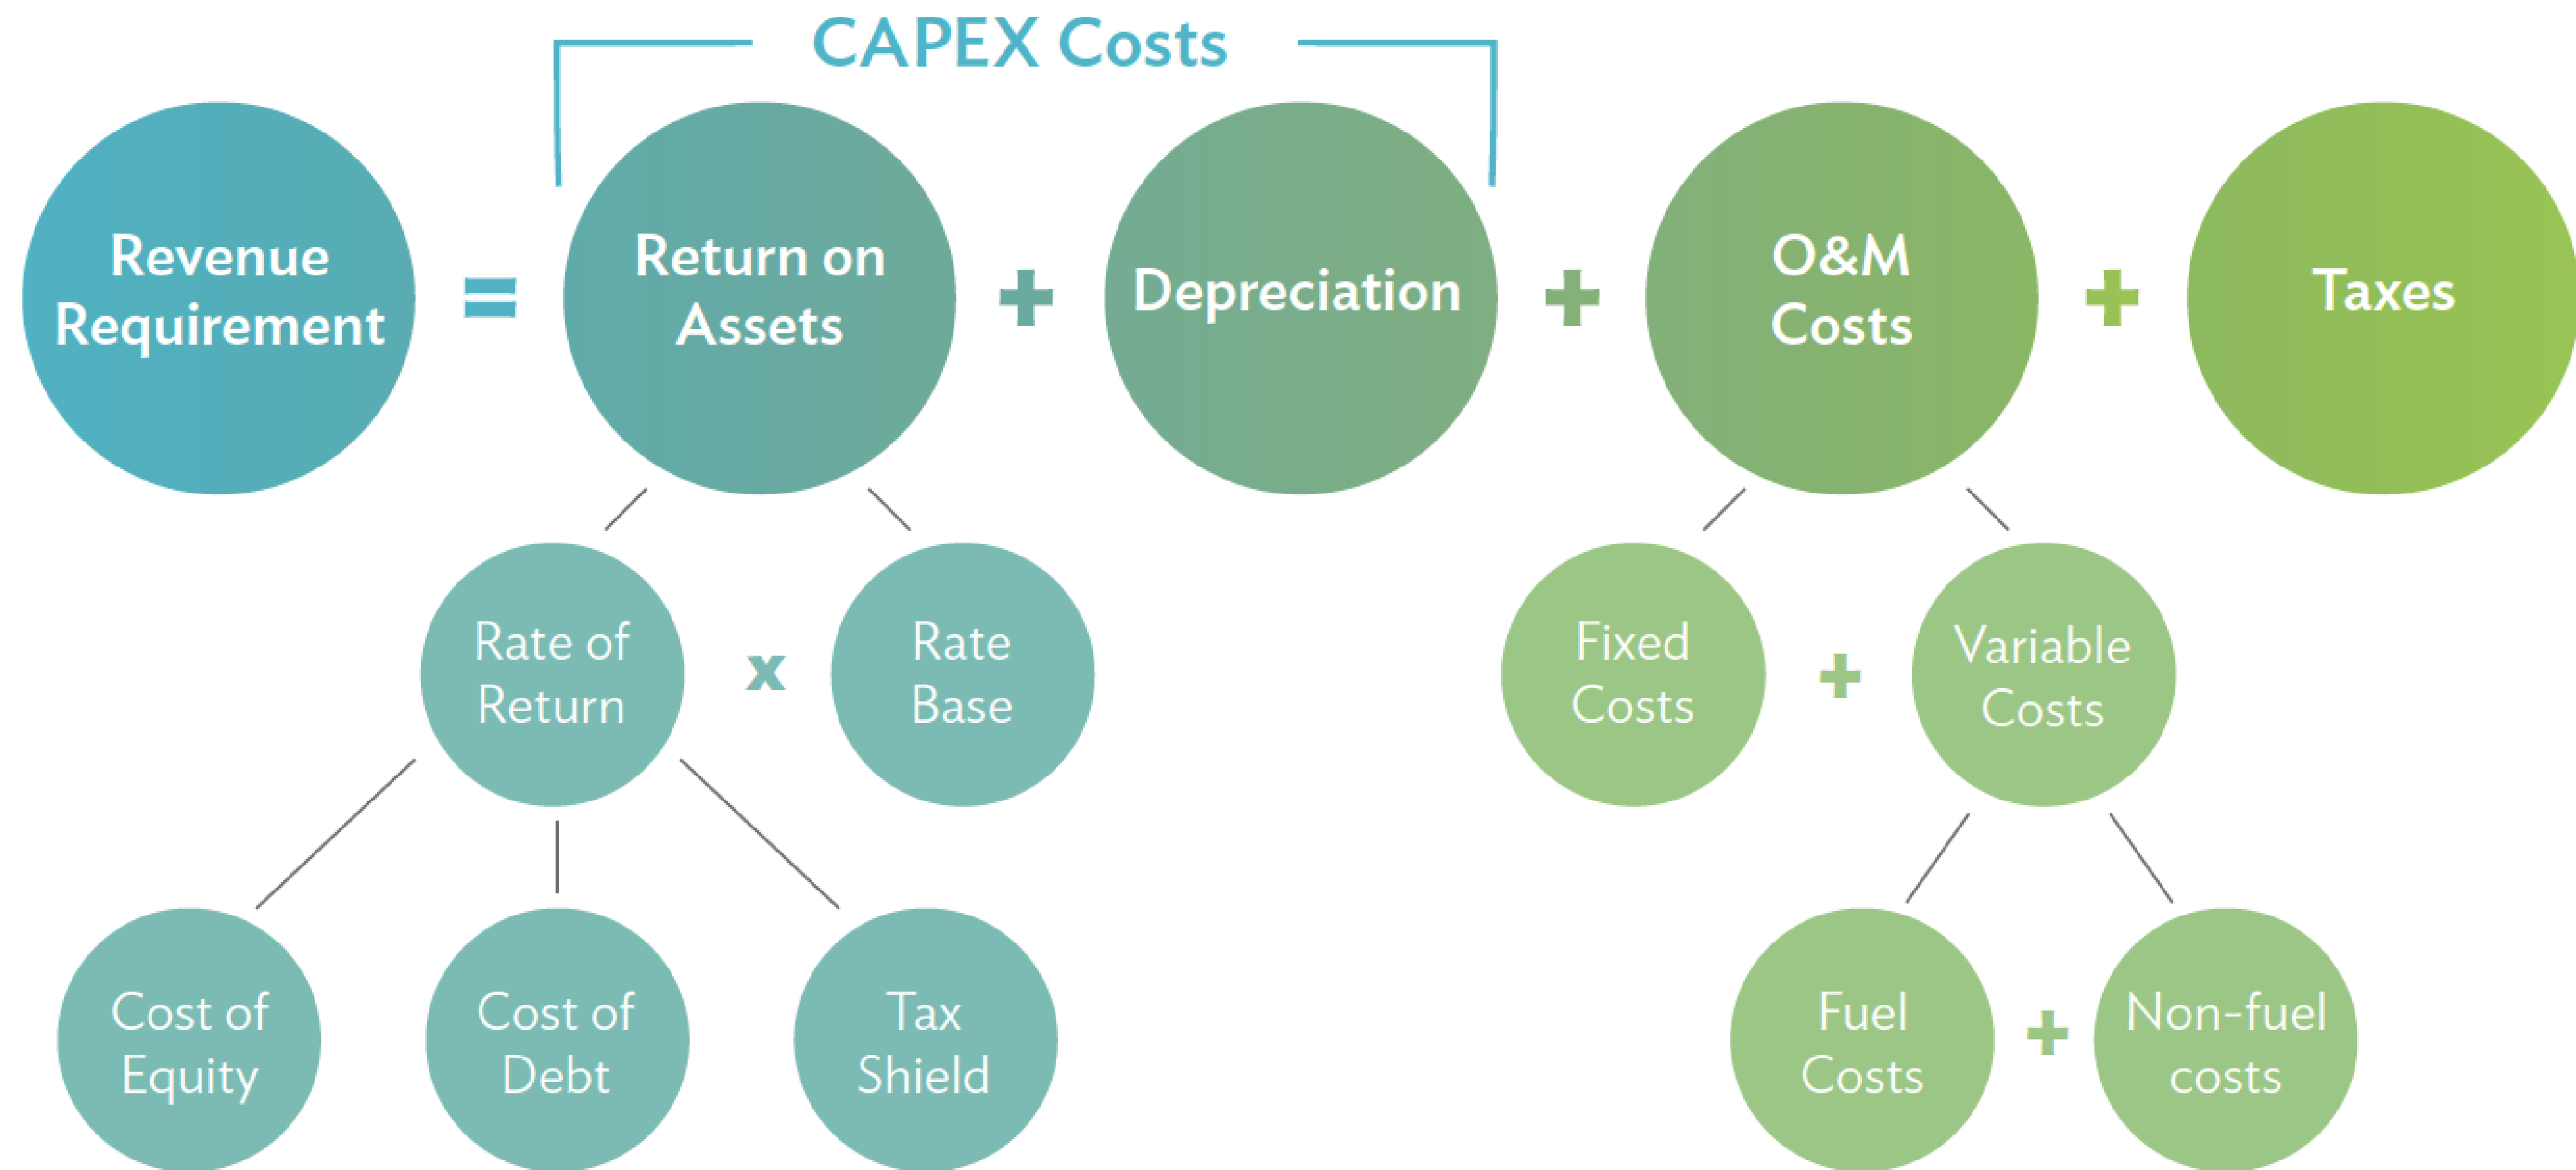 CAPEX Costs
Revenue
Requirement
=
Return on
Assets
+
Depreciation
+
O&M
Costs
+
Taxes
Rate of
Return
x
Rate
Base
Fixed
Costs
+
Variable
Costs
Cost of
Equity
Cost of
Debt
Tax
Shield
Fuel
Costs
+
Non-fuel
costs